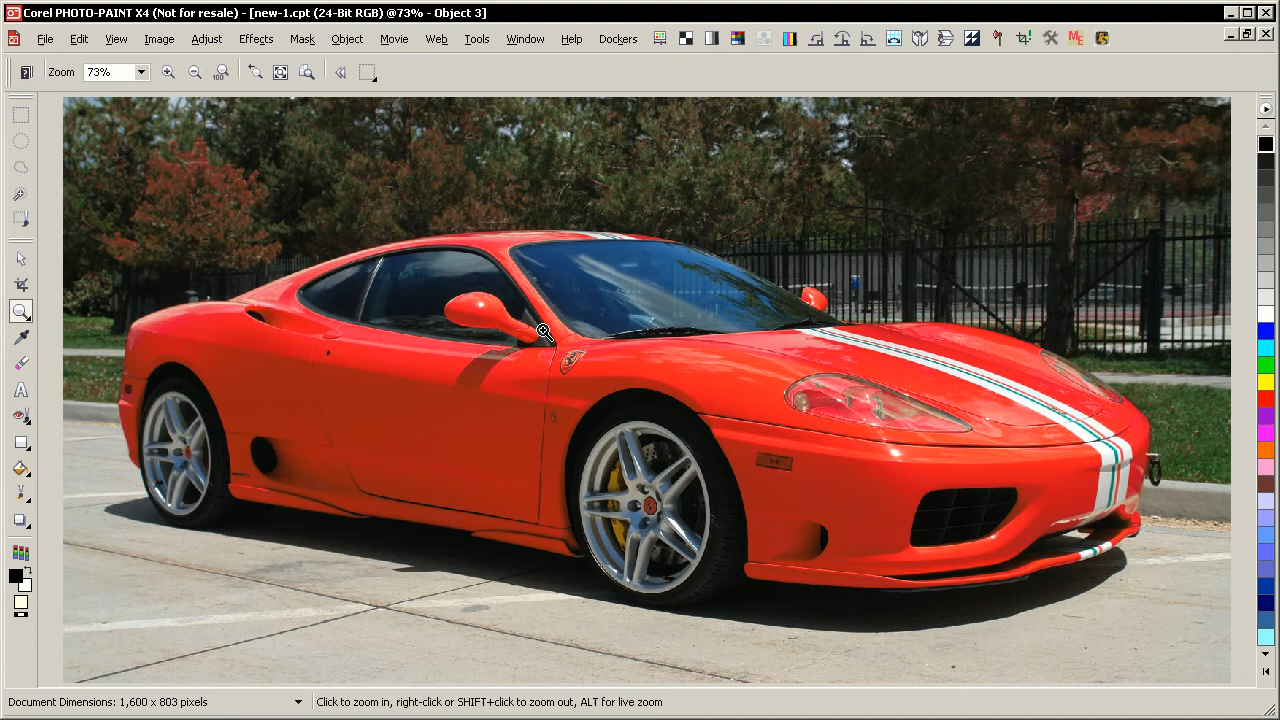 Corel PHOTO-PAINT X4 (Not for resale) - [new-1.cpt (24-Bit RGB) @73% - Object 3]
File Edit View Image Adjust Effects Mask Object Movie Web Tools Window Help Dockers ME
Zoom 73% 100
A
Document Dimensions: 1,600 x 803 pixels Click to zoom in, right-click or SHIFT+click to zoom out, ALT for live zoom